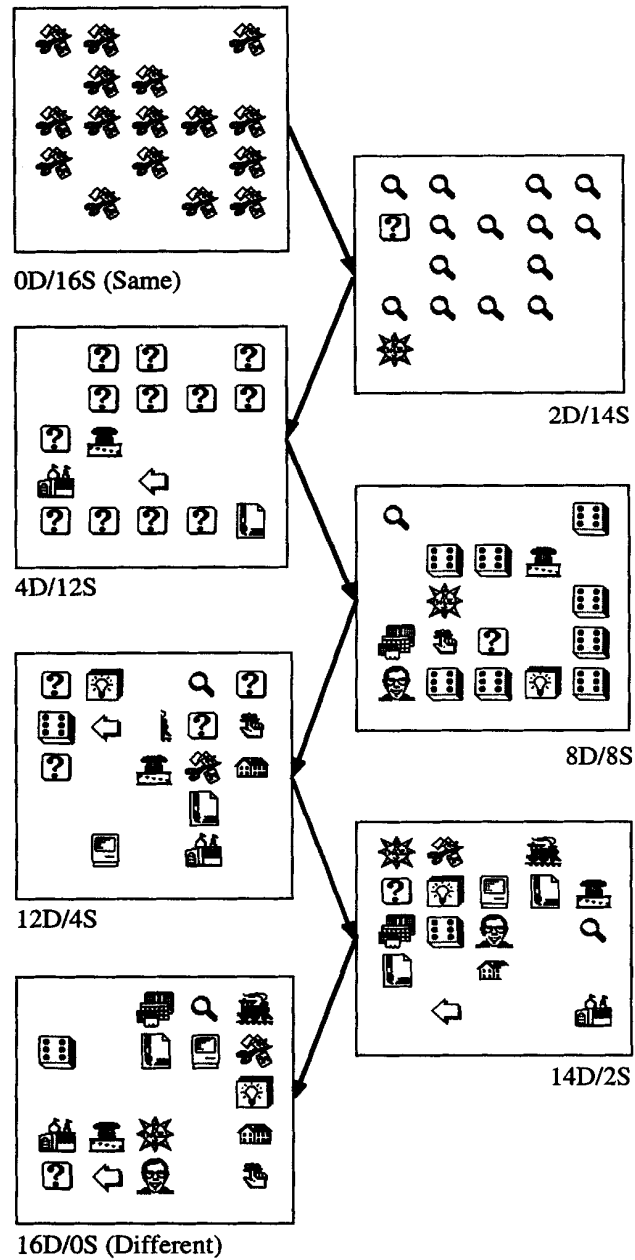 0D/16S (Same)
2D/14S
4D/12S
8D/8S
12D/4S
14D/2S
16D/0S (Different)